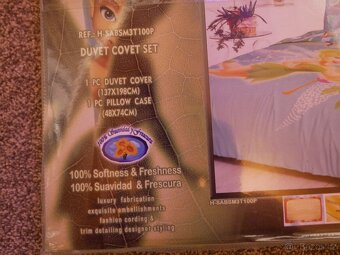 REF.: H-SABSM3T100P
DUVET COVET SET
1 PC DUVET COVER
(137X198CM)
1 PC PILLOW CASE
(48X74CM)
100% Softness & Freshness
100% Suavidad & Frescura
luxury fabrication
exquisite embellishments
fashion cording &
trim detailing designer styling
H-SABSM3T100P